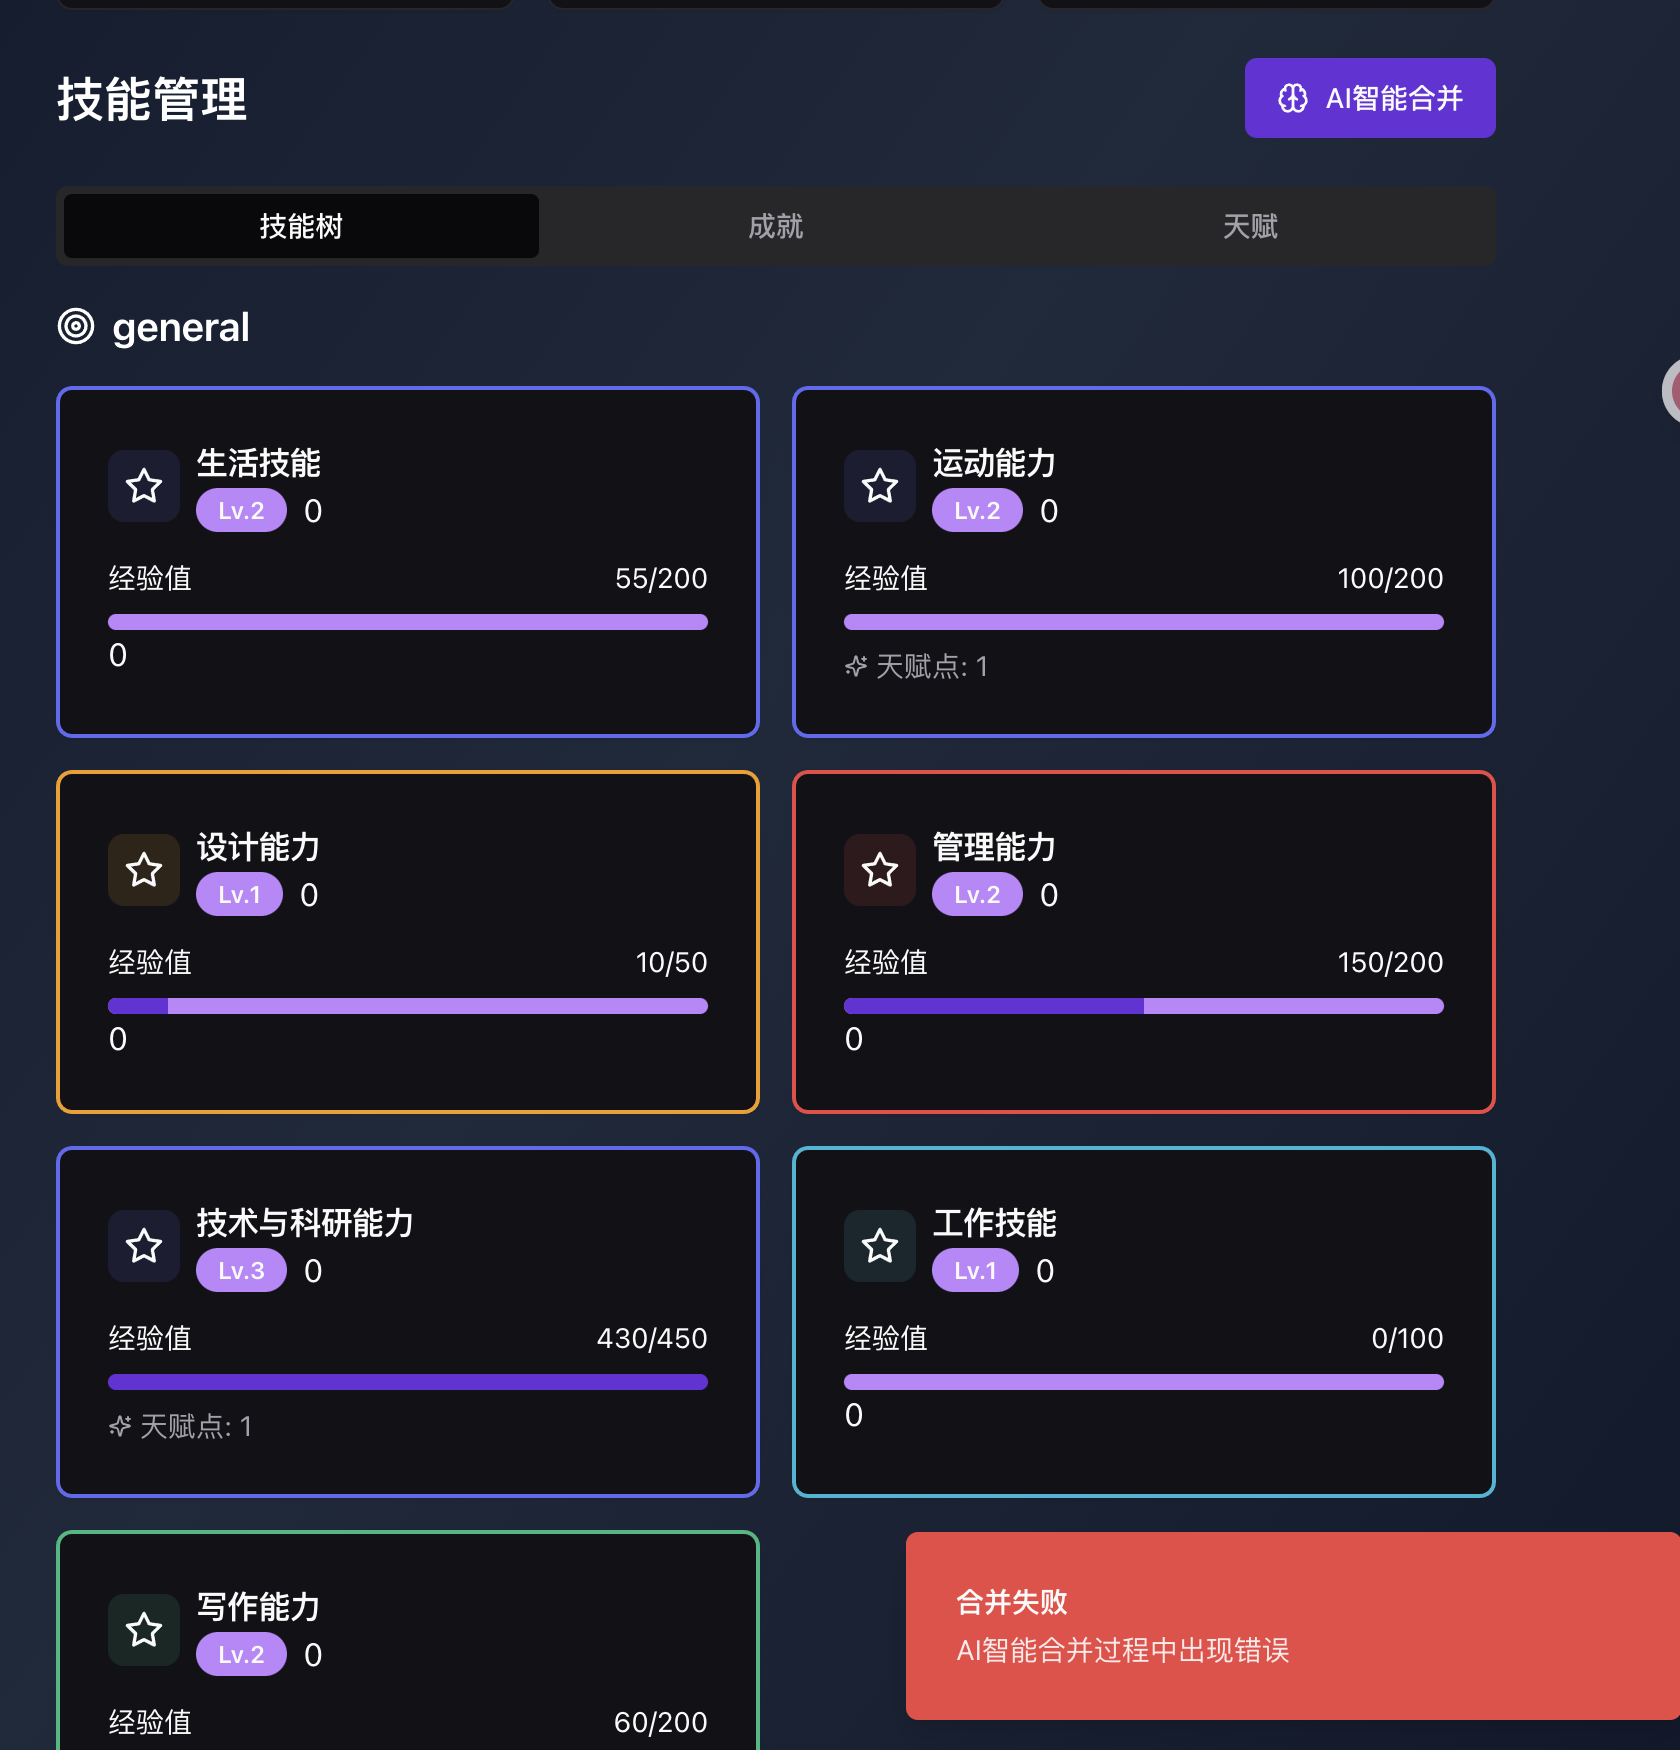 技能管理
AI智能合并
技能树
成就
天赋
general
生活技能
Lv.2 0
经验值 55/200
0
运动能力
Lv.2 0
经验值 100/200
天赋点: 1
设计能力
Lv.1 0
经验值 10/50
0
管理能力
Lv.2 0
经验值 150/200
0
技术与科研能力
Lv.3 0
经验值 430/450
天赋点: 1
工作技能
Lv.1 0
经验值 0/100
0
写作能力
Lv.2 0
经验值 60/200
合并失败
AI智能合并过程中出现错误